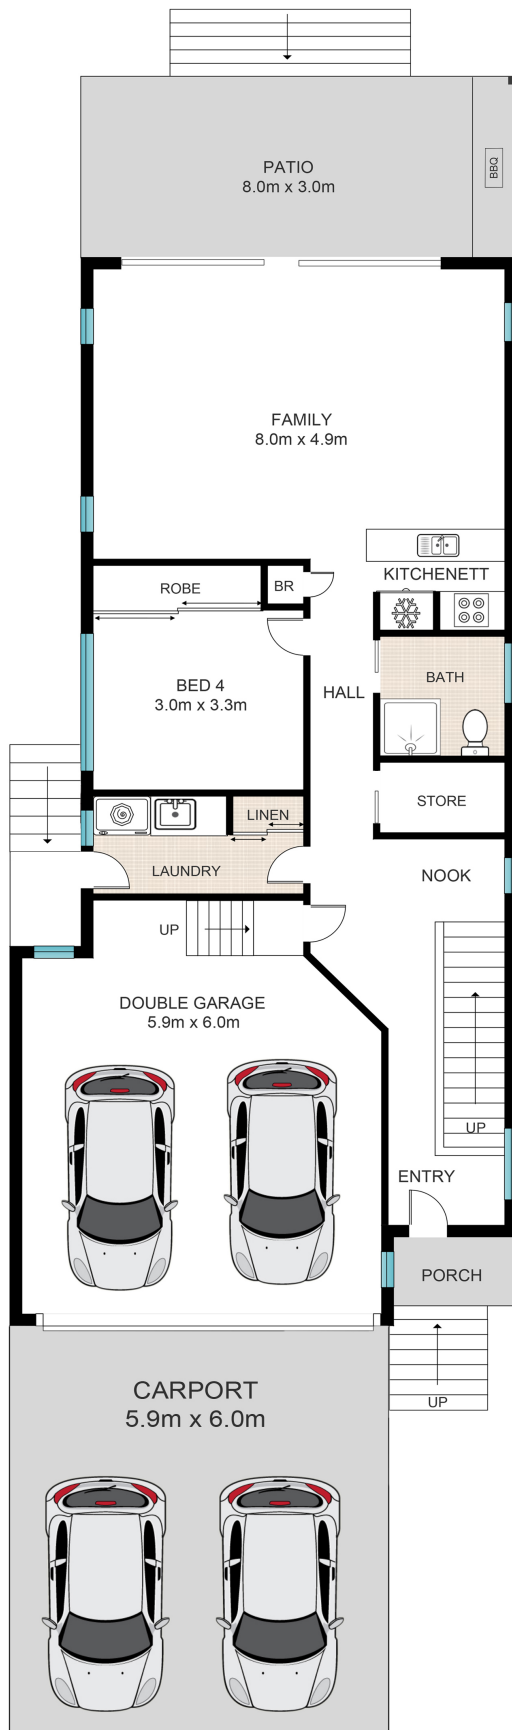 PATIO
8.0m x 3.0m
BBQ
FAMILY
8.0m x 4.9m
KITCHENETT
ROBE
BR
BED 4
3.0m x 3.3m
HALL
BATH
STORE
LINEN
LAUNDRY
NOOK
UP
DOUBLE GARAGE
5.9m x 6.0m
UP
ENTRY
PORCH
CARPORT
5.9m x 6.0m
UP